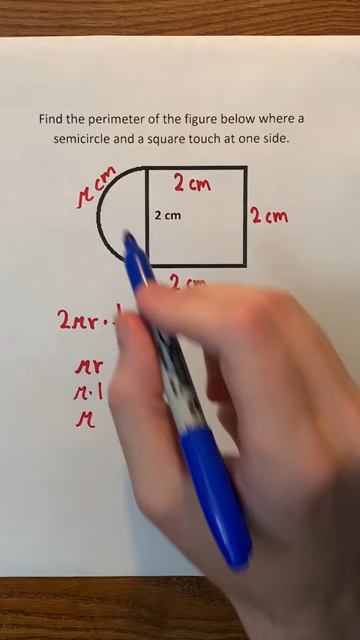 Find the perimeter of the figure below where a
semicircle and a square touch at one side.
π cm
2 cm
2 cm
2 cm
2 cm
2πr ·
πr
π·1
π